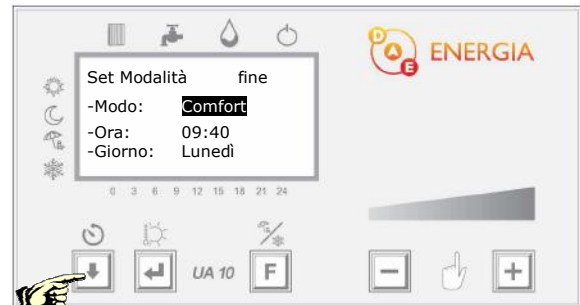 D A E ENERGIA
Set Modalità fine
-Modo: Comfort
-Ora: 09:40
-Giorno: Lunedì
0 3 6 9 12 15 18 21 24
UA 10 F